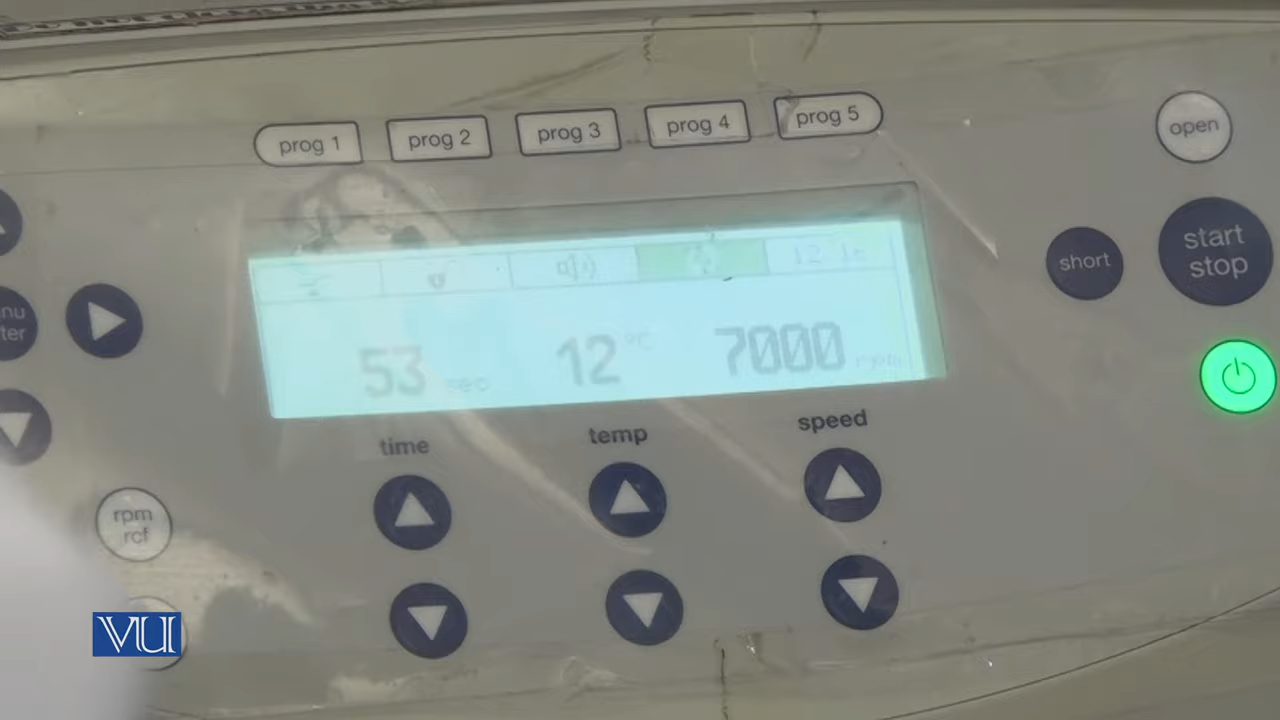 prog 1 prog 2 prog 3 prog 4 prog 5
open
short
start
stop
53 sec 12 °C 7000 rpm
time temp speed
rpm
rcf
VU